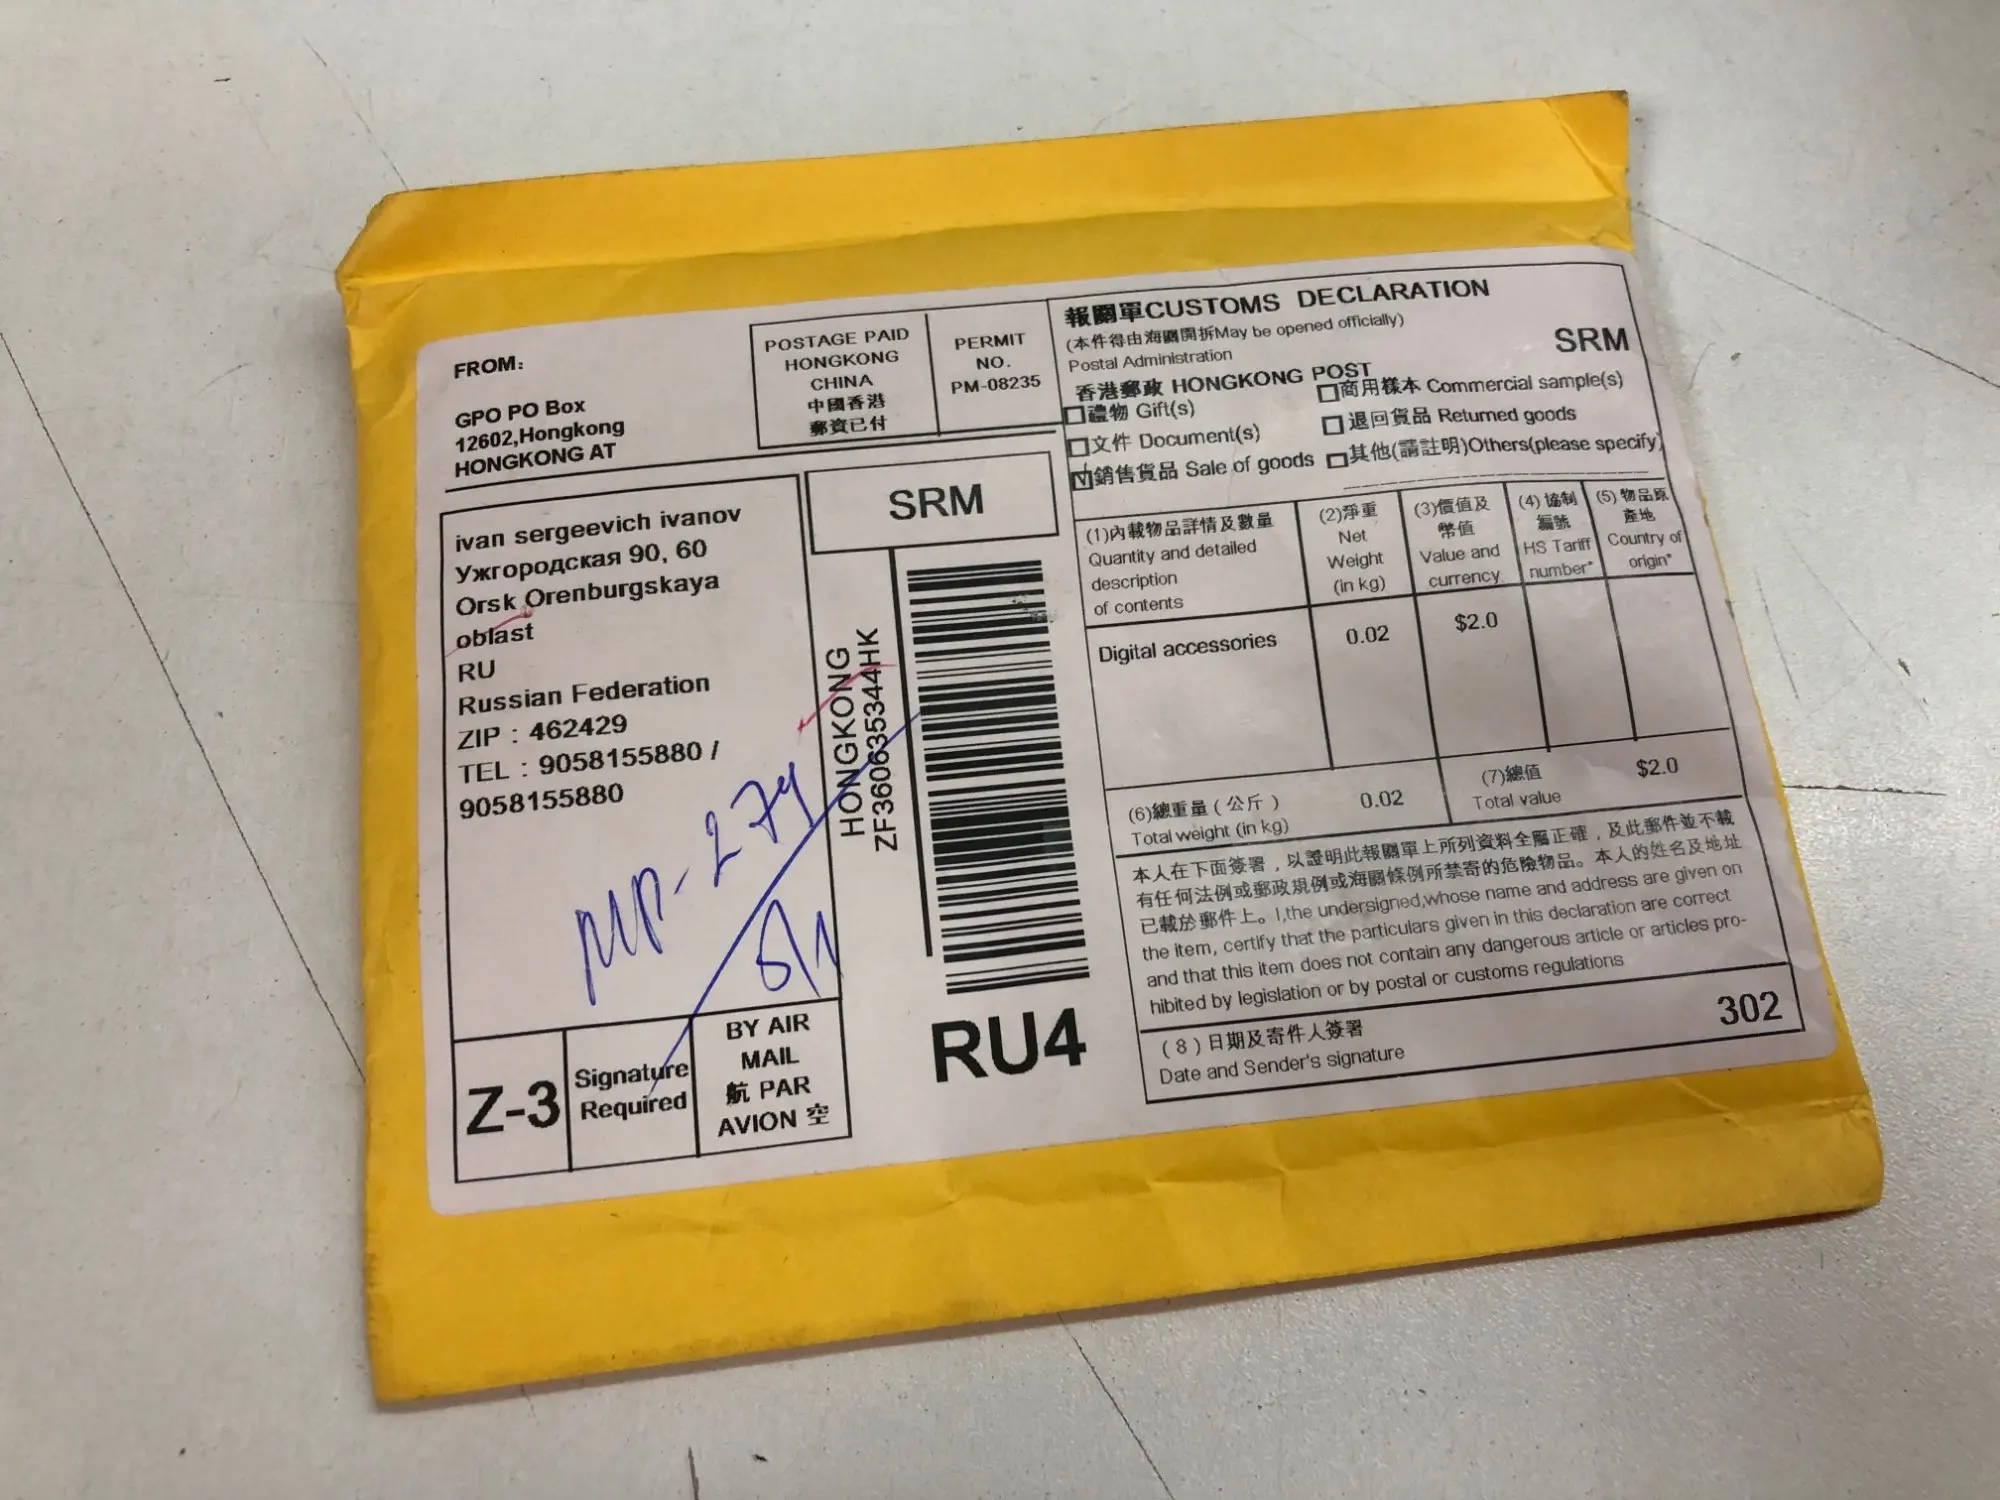 FROM:
GPO PO Box
12602,Hongkong
HONGKONG AT
POSTAGE PAID
HONGKONG
CHINA
中國香港
郵資已付
PERMIT
NO.
PM-08235
報關單CUSTOMS DECLARATION
(本件得由海關開拆May be opened officially)
Postal Administration
SRM
香港郵政 HONGKONG POST
禮物 Gift(s)
商用樣本 Commercial sample(s)
文件 Document(s)
退回貨品 Returned goods
銷售貨品 Sale of goods
其他(請註明)Others(please specify)
ivan sergeevich ivanov
Ужгородская 90, 60
Orsk Orenburgskaya
oblast
RU
Russian Federation
ZIP : 462429
TEL : 9058155880 /
9058155880
SRM
HONGKONG
ZF360635344HK
RU4
(1)內載物品詳情及數量
Quantity and detailed
description
of contents
(2)淨重
Net
Weight
(in kg)
(3)價值及
幣值
Value and
currency
(4) 協制
編號
HS Tariff
number*
(5) 物品原
產地
Country of
origin*
Digital accessories
0.02
$2.0
(6)總重量 ( 公斤 )
Total weight (in kg)
0.02
(7)總值
Total value
$2.0
本人在下面簽署 , 以證明此報關單上所列資料全屬正確 , 及此郵件並不載
有任何法例或郵政規例或海關條例所禁寄的危險物品。本人的姓名及地址
已載於郵件上。I,the undersigned,whose name and address are given on
the item, certify that the particulars given in this declaration are correct
and that this item does not contain any dangerous article or articles pro-
hibited by legislation or by postal or customs regulations
302
( 8 ) 日期及寄件人簽署
Date and Sender's signature
Z-3
Signature
Required
BY AIR
MAIL
航 PAR
AVION 空